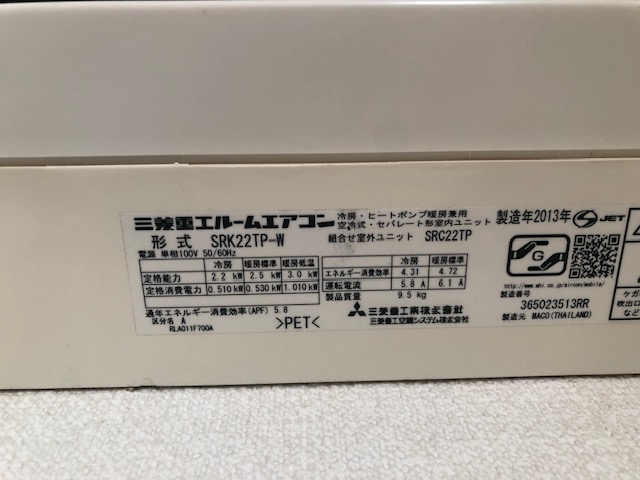 三菱重工ルームエアコン 冷房・ヒートポンプ暖房兼用
空冷式・セパレート形室内ユニット
製造年2013年 JET
形式 SRK22TP-W 組合せ室外ユニット SRC22TP
電源 単相100V 50/60Hz
冷房 暖房標準 暖房低温
定格能力 2.2 kW 2.5 kW 3.0 kW
定格消費電力 0.510 kW 0.530 kW 1.010 kW
冷房 暖房標準
エネルギー消費効率 4.31 4.72
運転電流 5.8 A 6.1 A
製品質量 9.5 kg
通年エネルギー消費効率(APF) 5.8
区分名 A
RLA011F700A
>PET<
三菱重工業株式会社
三菱重工空調システム株式会社
G
http://www.mhi.co.jp/aircon/mobile/
製造番号
365023513RR
製造元 MACO(THAILAND)
ケガ
吹出口
など